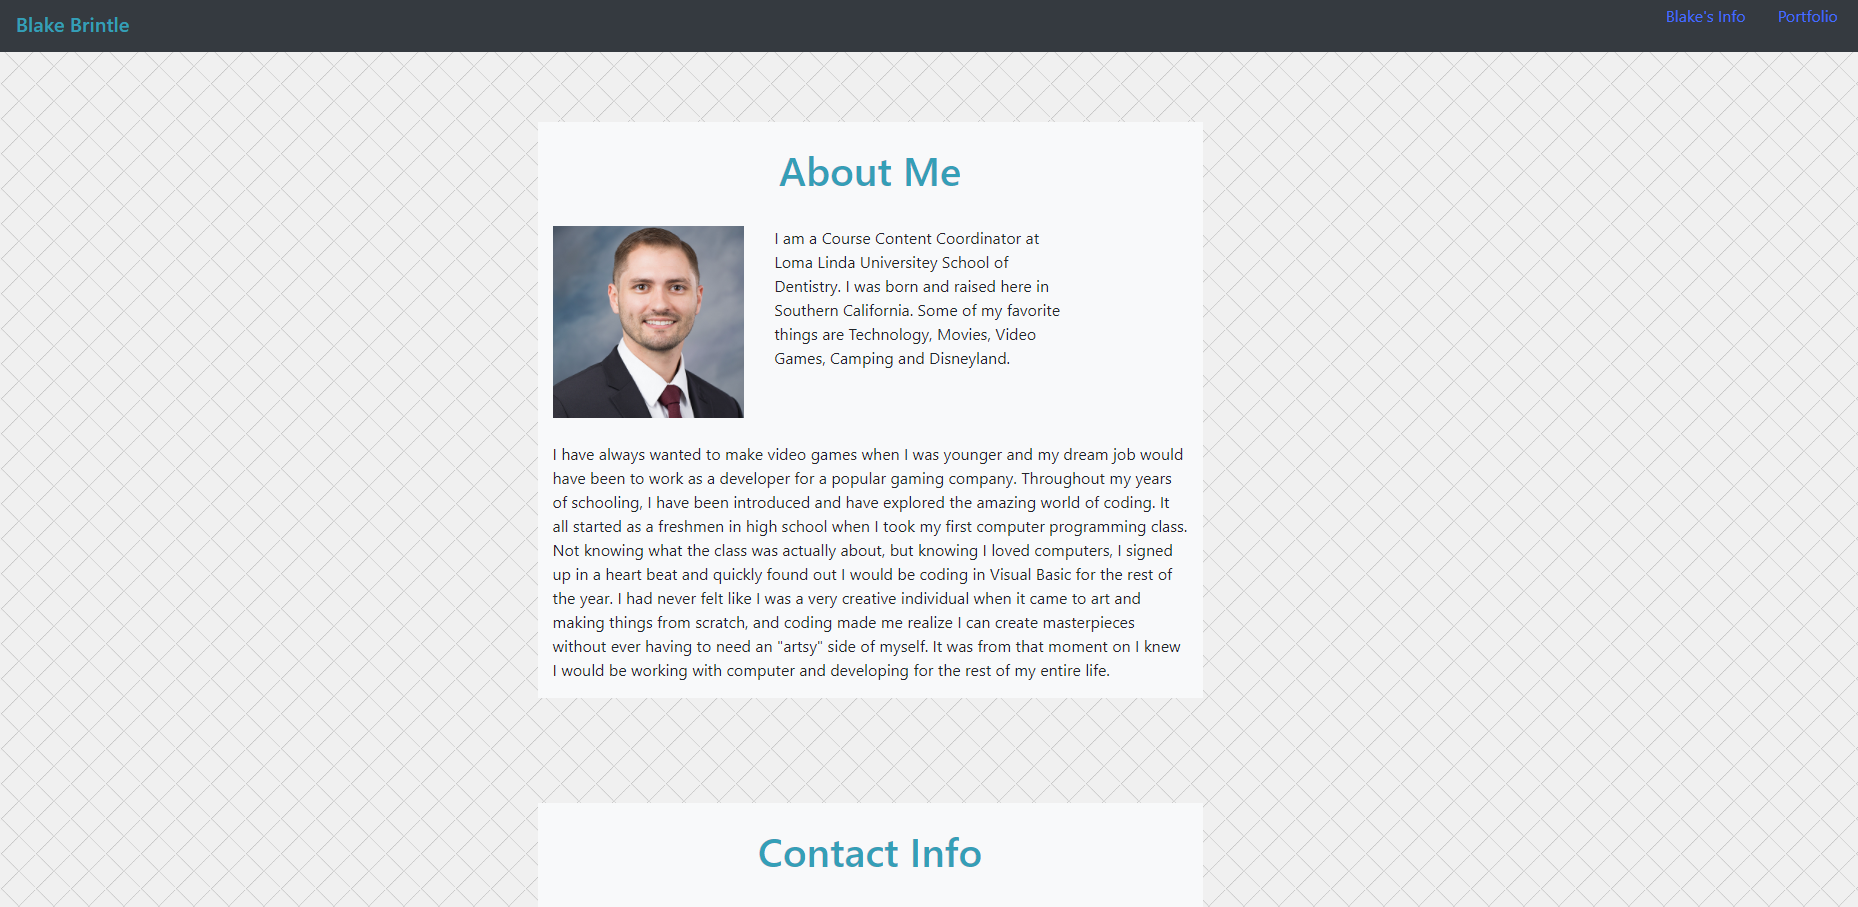 Blake Brintle
Blake's Info
Portfolio
About Me
I am a Course Content Coordinator at
Loma Linda Universitey School of
Dentistry. I was born and raised here in
Southern California. Some of my favorite
things are Technology, Movies, Video
Games, Camping and Disneyland.
I have always wanted to make video games when I was younger and my dream job would
have been to work as a developer for a popular gaming company. Throughout my years
of schooling, I have been introduced and have explored the amazing world of coding. It
all started as a freshmen in high school when I took my first computer programming class.
Not knowing what the class was actually about, but knowing I loved computers, I signed
up in a heart beat and quickly found out I would be coding in Visual Basic for the rest of
the year. I had never felt like I was a very creative individual when it came to art and
making things from scratch, and coding made me realize I can create masterpieces
without ever having to need an "artsy" side of myself. It was from that moment on I knew
I would be working with computer and developing for the rest of my entire life.
Contact Info